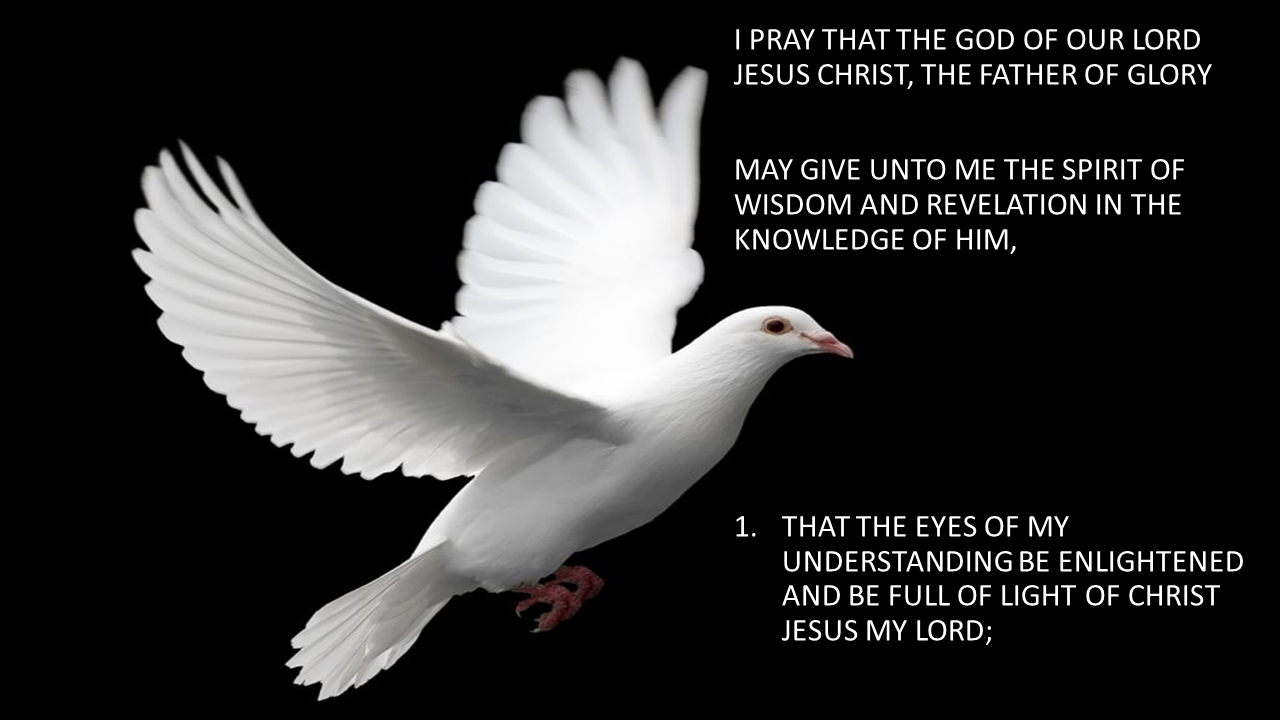 I PRAY THAT THE GOD OF OUR LORD
JESUS CHRIST, THE FATHER OF GLORY
MAY GIVE UNTO ME THE SPIRIT OF
WISDOM AND REVELATION IN THE
KNOWLEDGE OF HIM,
1. THAT THE EYES OF MY
UNDERSTANDING BE ENLIGHTENED
AND BE FULL OF LIGHT OF CHRIST
JESUS MY LORD;